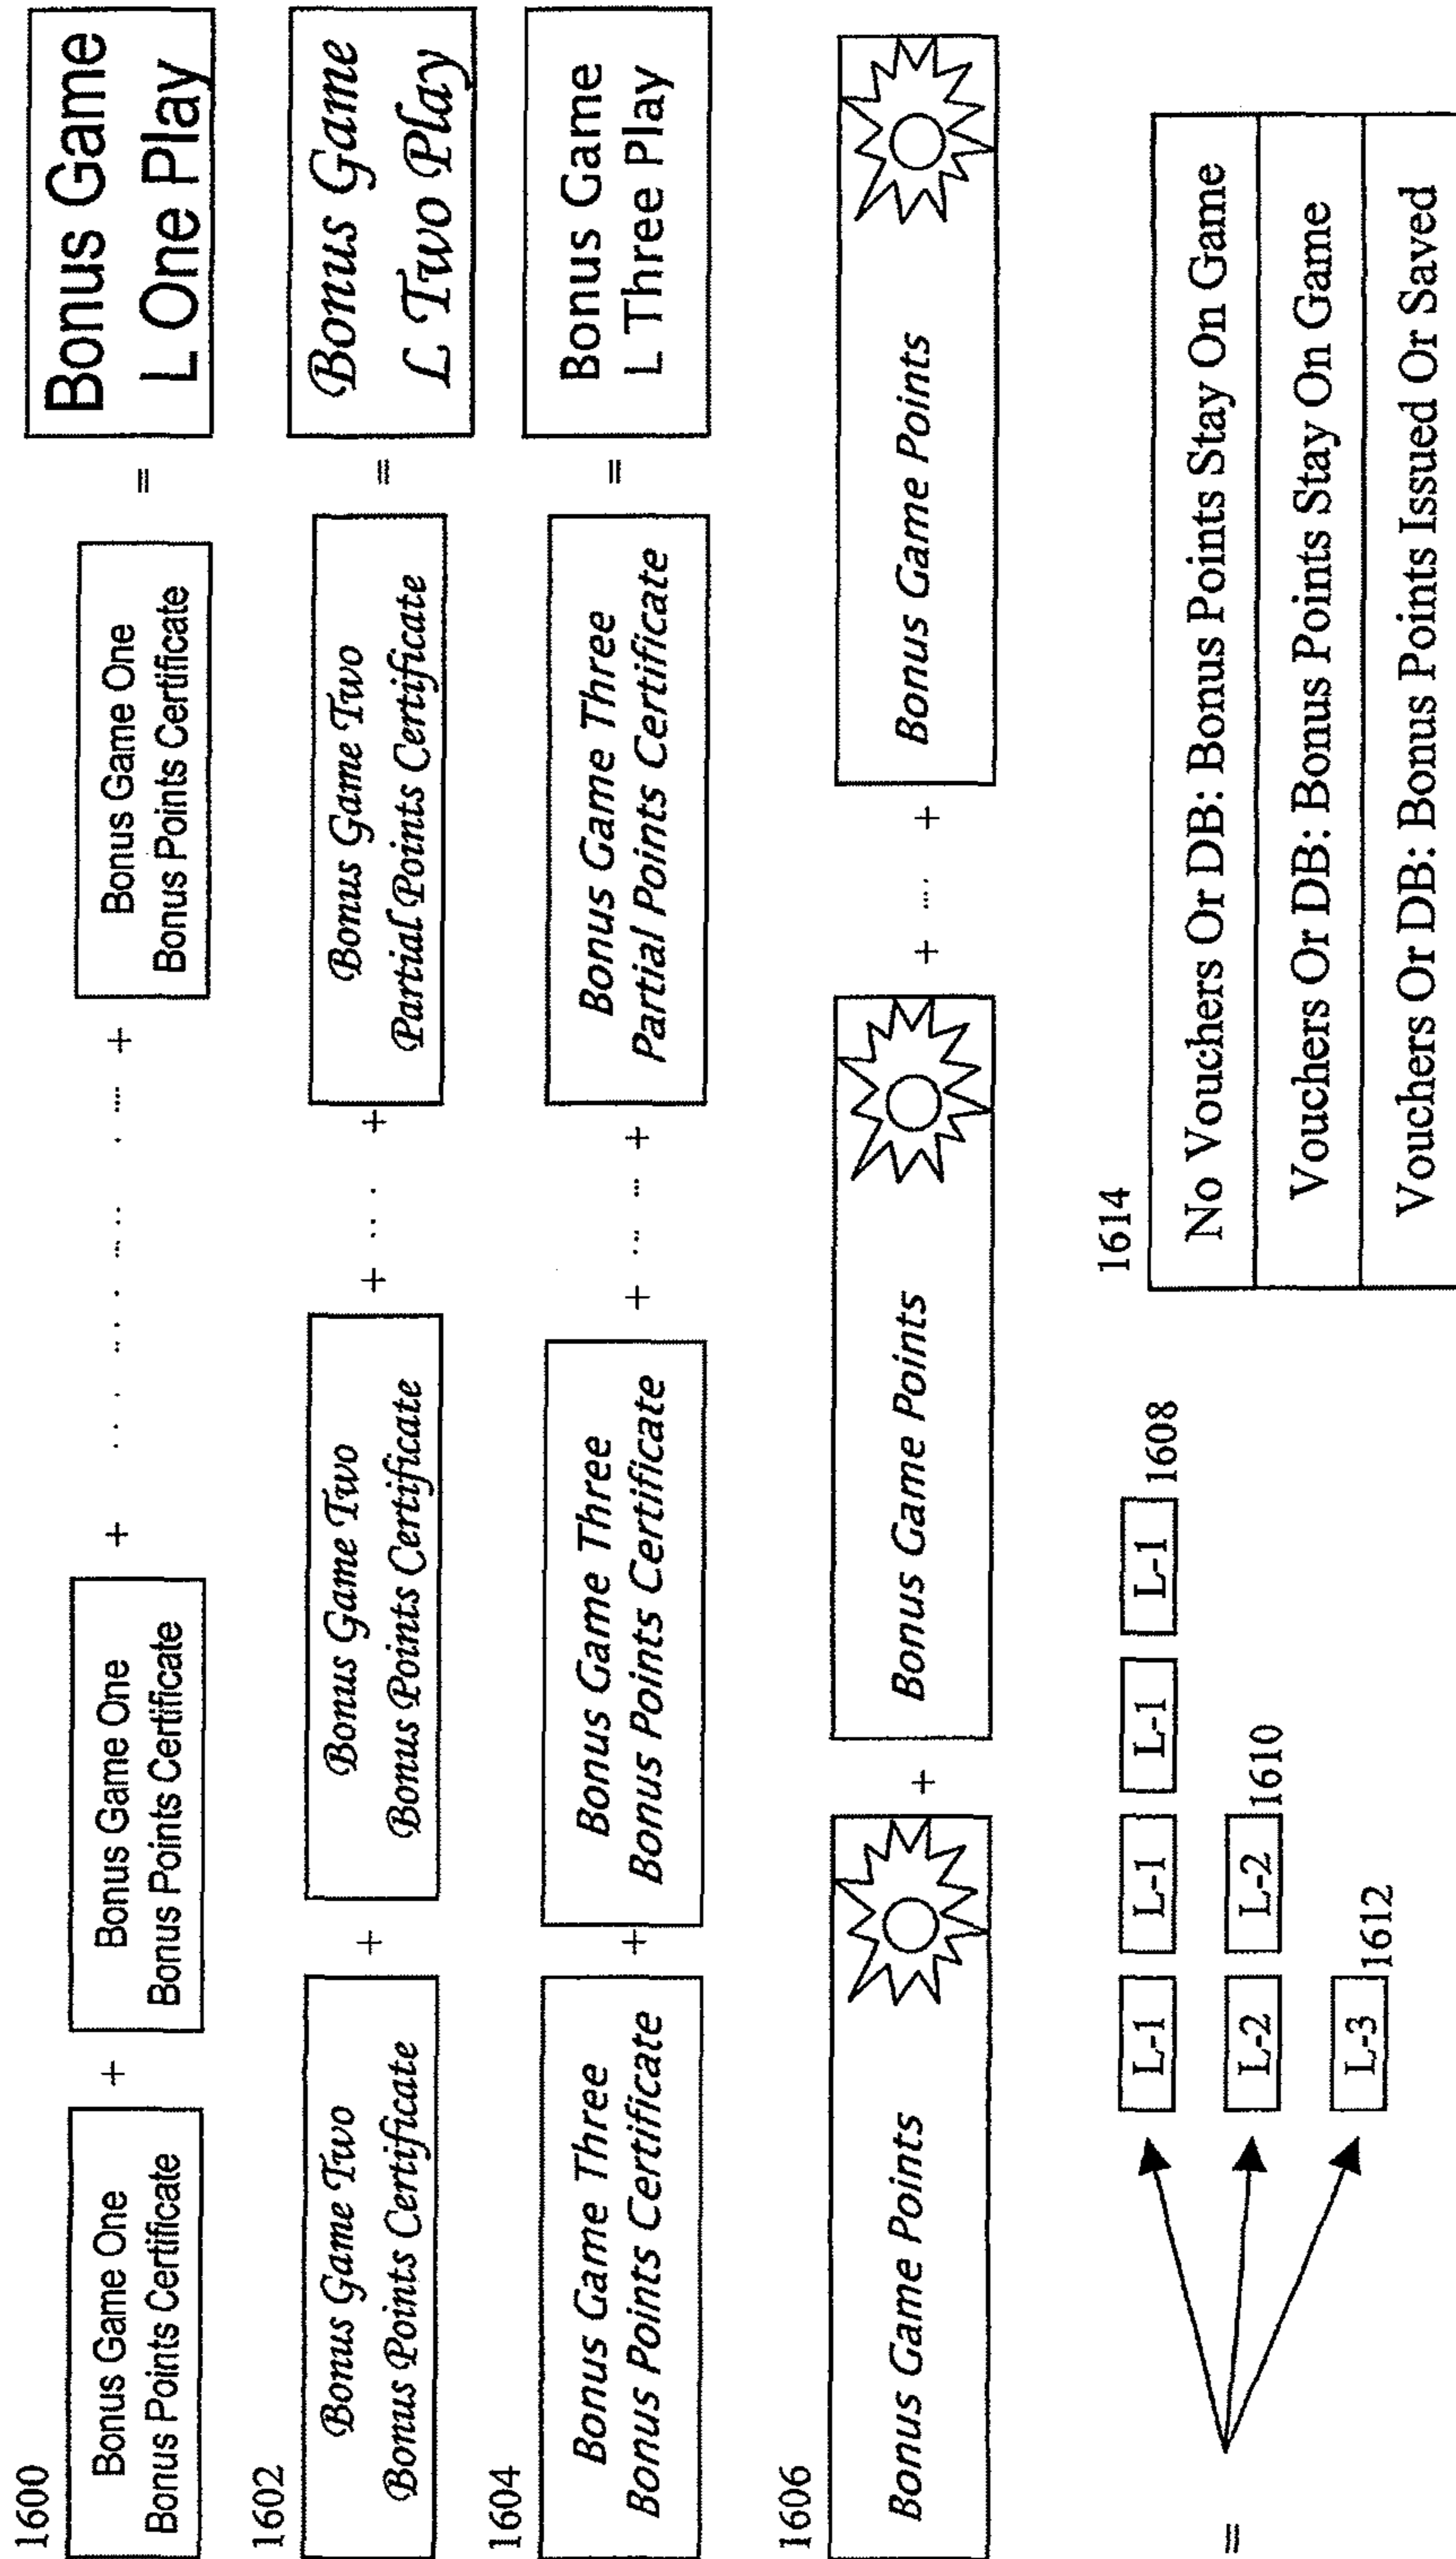 1600
Bonus Game One
Bonus Points Certificate
+
Bonus Game One
Bonus Points Certificate
+ .. . .. . .... . .... +
Bonus Game One
Bonus Points Certificate
=
Bonus Game
L One Play
1602
Bonus Game Two
Bonus Points Certificate
+
Bonus Game Two
Bonus Points Certificate
+ .. . +
Bonus Game Two
Partial Points Certificate
=
Bonus Game
L Two Play
1604
Bonus Game Three
Bonus Points Certificate
+
Bonus Game Three
Bonus Points Certificate
+ ... ... +
Bonus Game Three
Partial Points Certificate
=
Bonus Game
L Three Play
1606
Bonus Game Points
+
Bonus Game Points
+ .... +
Bonus Game Points
=
L-1 L-1 L-1 L-1 1608
L-2 L-2 1610
L-3 1612
1614
No Vouchers Or DB: Bonus Points Stay On Game
Vouchers Or DB: Bonus Points Stay On Game
Vouchers Or DB: Bonus Points Issued Or Saved